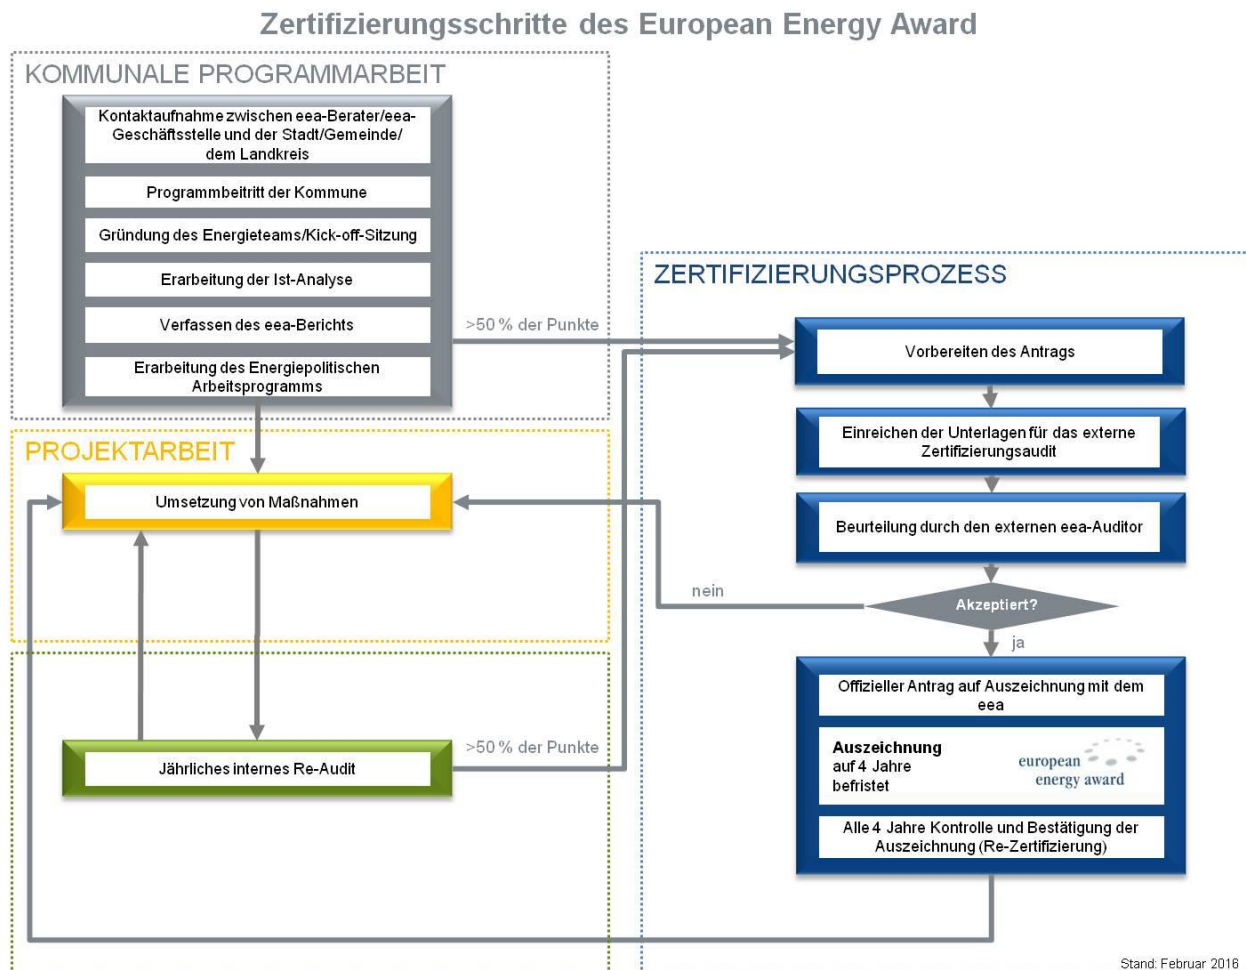 Zertifizierungsschritte des European Energy Award
KOMMUNALE PROGRAMMARBEIT
Kontaktaufnahme zwischen eea-Berater/eea-
Geschäftsstelle und der Stadt/Gemeinde/
dem Landkreis
Programmbeitritt der Kommune
Gründung des Energieteams/Kick-off-Sitzung
Erarbeitung der Ist-Analyse
Verfassen des eea-Berichts
Erarbeitung des Energiepolitischen
Arbeitsprogramms
>50 % der Punkte
PROJEKTARBEIT
Umsetzung von Maßnahmen
Jährliches internes Re-Audit
>50 % der Punkte
ZERTIFIZIERUNGSPROZESS
Vorbereiten des Antrags
Einreichen der Unterlagen für das externe
Zertifizierungsaudit
Beurteilung durch den externen eea-Auditor
Akzeptiert?
nein
ja
Offizieller Antrag auf Auszeichnung mit dem
eea
Auszeichnung
auf 4 Jahre
befristet
european
energy award
Alle 4 Jahre Kontrolle und Bestätigung der
Auszeichnung (Re-Zertifizierung)
Stand: Februar 2016